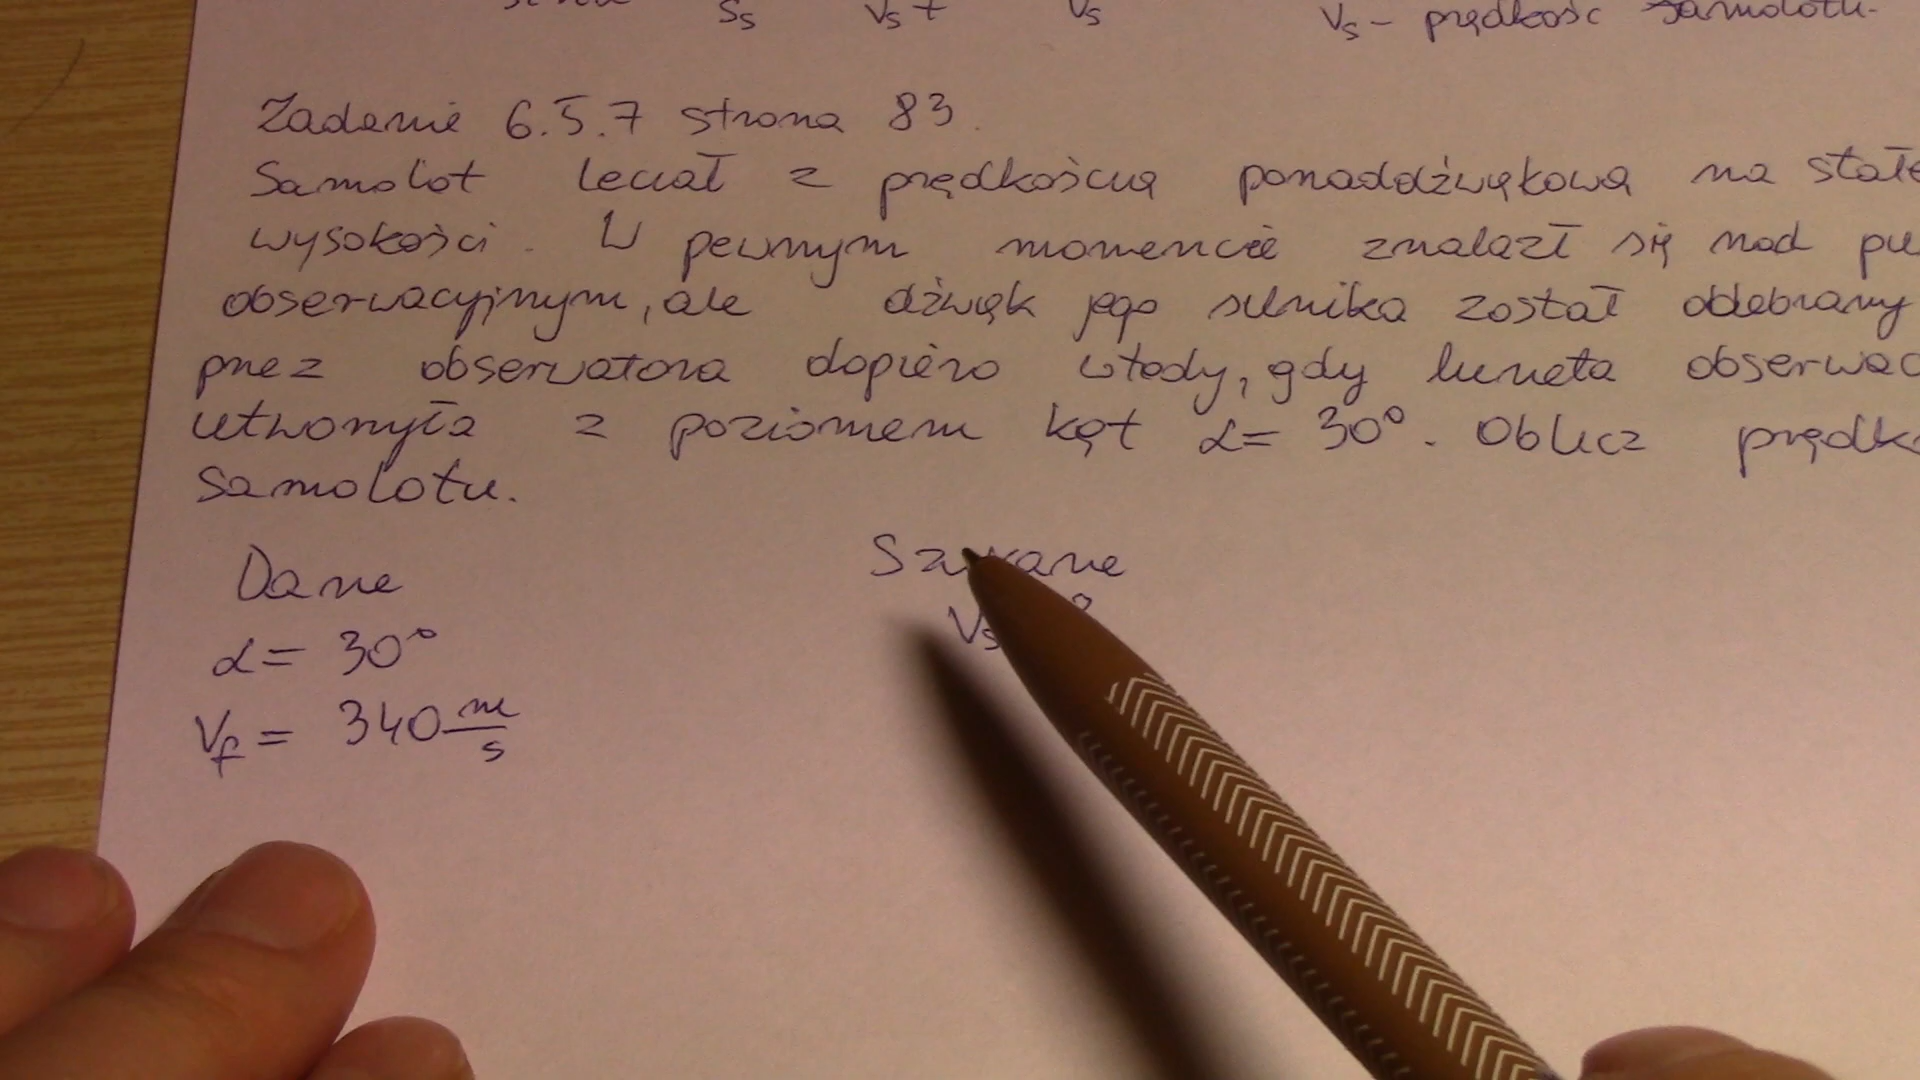 Ss Vs t Vs Vs - prędkość samolotu.
Zadanie 6.5.7 strona 83.
Samolot leciał z prędkością ponaddźwiękową na stałe
wysokości. W pewnym momencie znalazł się nad pu
obserwacyjnym, ale dźwięk jego silnika został odebrany
przez obserwatora dopiero wtedy, gdy luneta obserwac
utworzyła z poziomem kąt α = 30°. Oblicz prędk
samolotu.
Dane
Szukane
α = 30°
Vs ?
Vf = 340 m/s